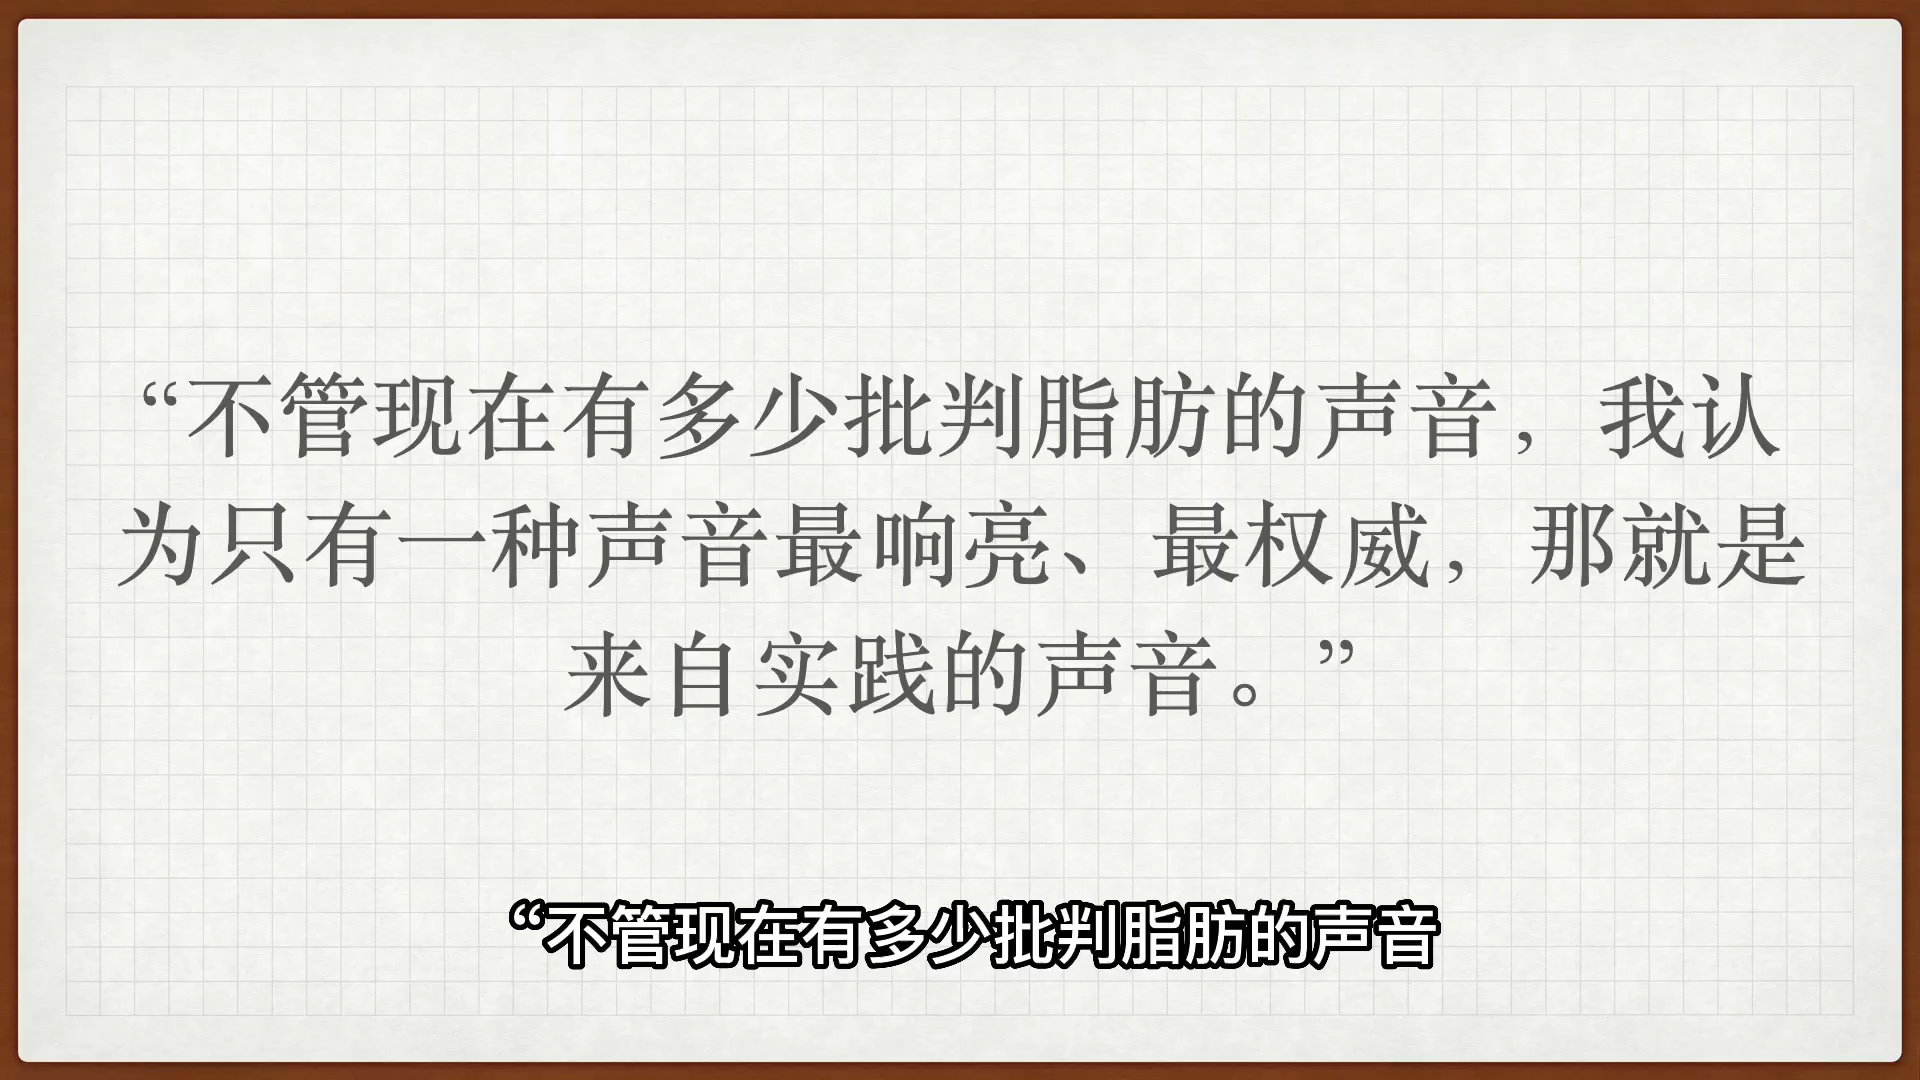 “不管现在有多少批判脂肪的声音，我认
为只有一种声音最响亮、最权威，那就是
来自实践的声音。”
“不管现在有多少批判脂肪的声音